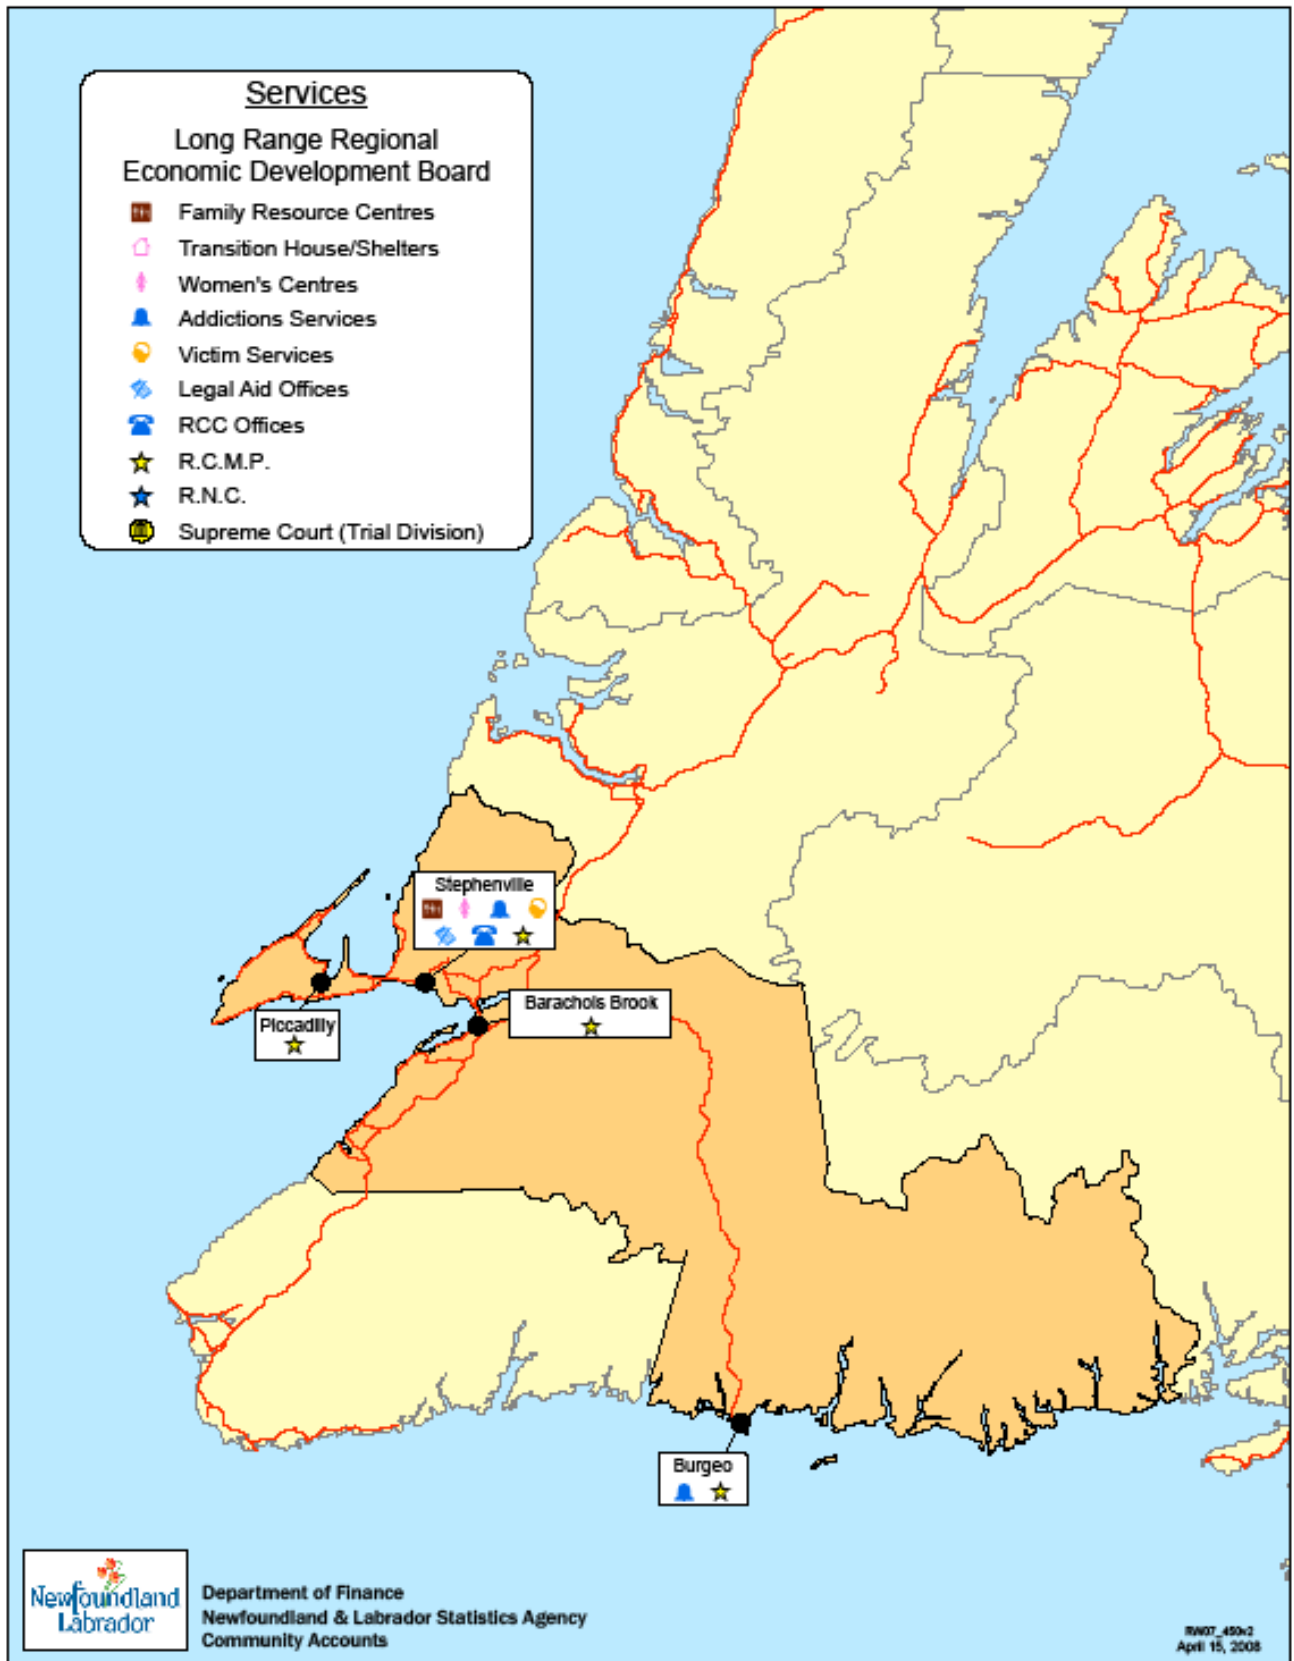 Services
Long Range Regional
Economic Development Board
Family Resource Centres
Transition House/Shelters
Women's Centres
Addictions Services
Victim Services
Legal Aid Offices
RCC Offices
R.C.M.P.
R.N.C.
Supreme Court (Trial Division)
Stephenville
Barachois Brook
Piccadilly
Burgeo
Newfoundland
Labrador
Department of Finance
Newfoundland & Labrador Statistics Agency
Community Accounts
RW07_450v2
April 15, 2008